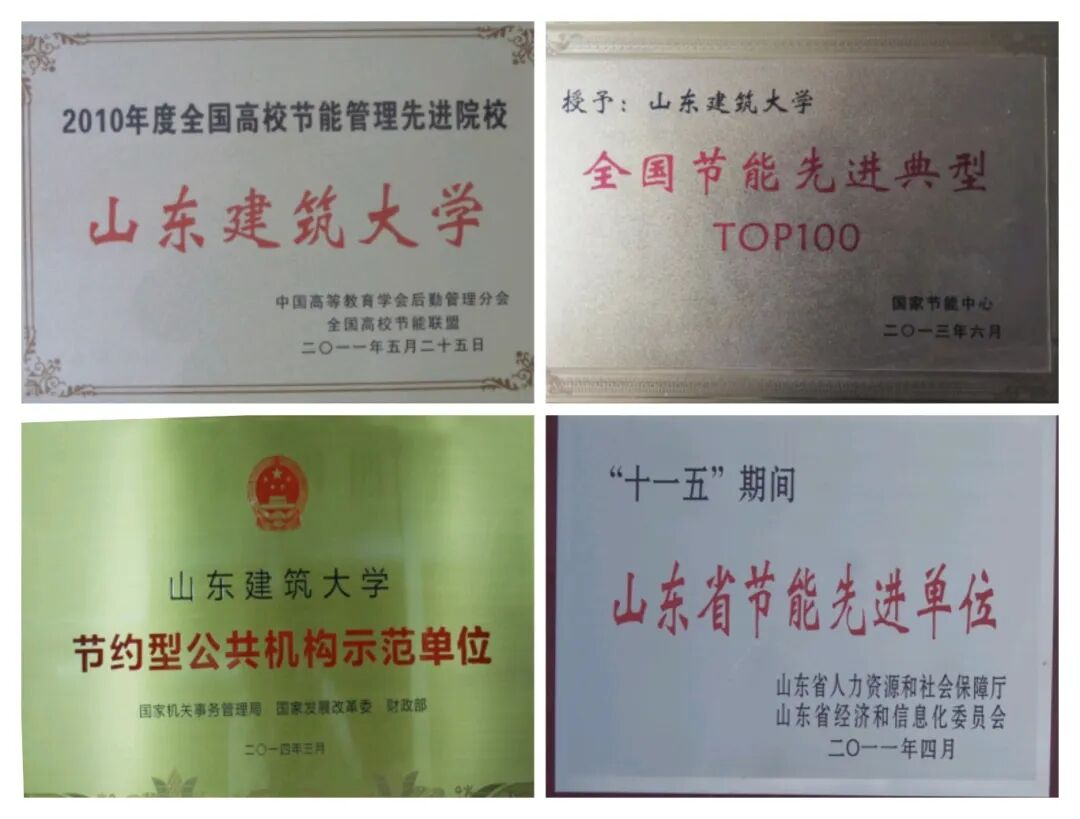 2010年度全国高校节能管理先进院校
山东建筑大学
中国高等教育学会后勤管理分会
全国高校节能联盟
二〇一一年五月二十五日
授予：山东建筑大学
全国节能先进典型
TOP100
国家节能中心
二〇一三年六月
山东建筑大学
节约型公共机构示范单位
国家机关事务管理局 国家发展改革委 财政部
二〇一四年三月
“十一五”期间
山东省节能先进单位
山东省人力资源和社会保障厅
山东省经济和信息化委员会
二〇一一年四月